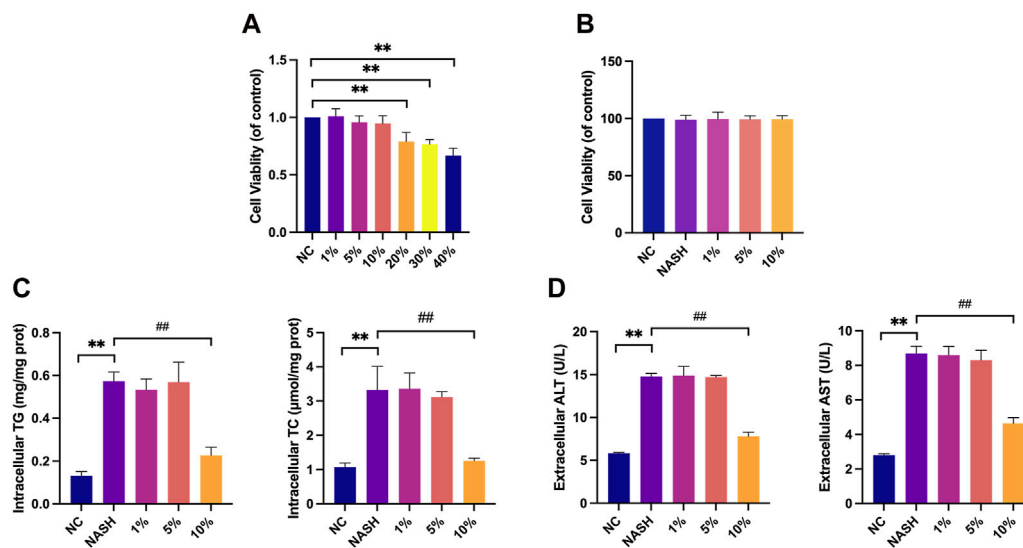 A
Cell Viablity (of control)
1.5
1.0
0.5
0.0
**
**
**
NC
1%
5%
10%
20%
30%
40%
B
Cell Viablity (of control)
150
100
50
0
NC
NASH
1%
5%
10%
C
Intracellular TG (mg/mg prot)
0.8
0.6
0.4
0.2
0.0
**
##
NC
NASH
1%
5%
10%
Intracellular TC (μmol/mg prot)
5
4
3
2
1
0
**
##
NC
NASH
1%
5%
10%
D
Extracellular ALT (U/L)
20
15
10
5
0
**
##
NC
NASH
1%
5%
10%
Extracellular AST (U/L)
10
8
6
4
2
0
**
##
NC
NASH
1%
5%
10%